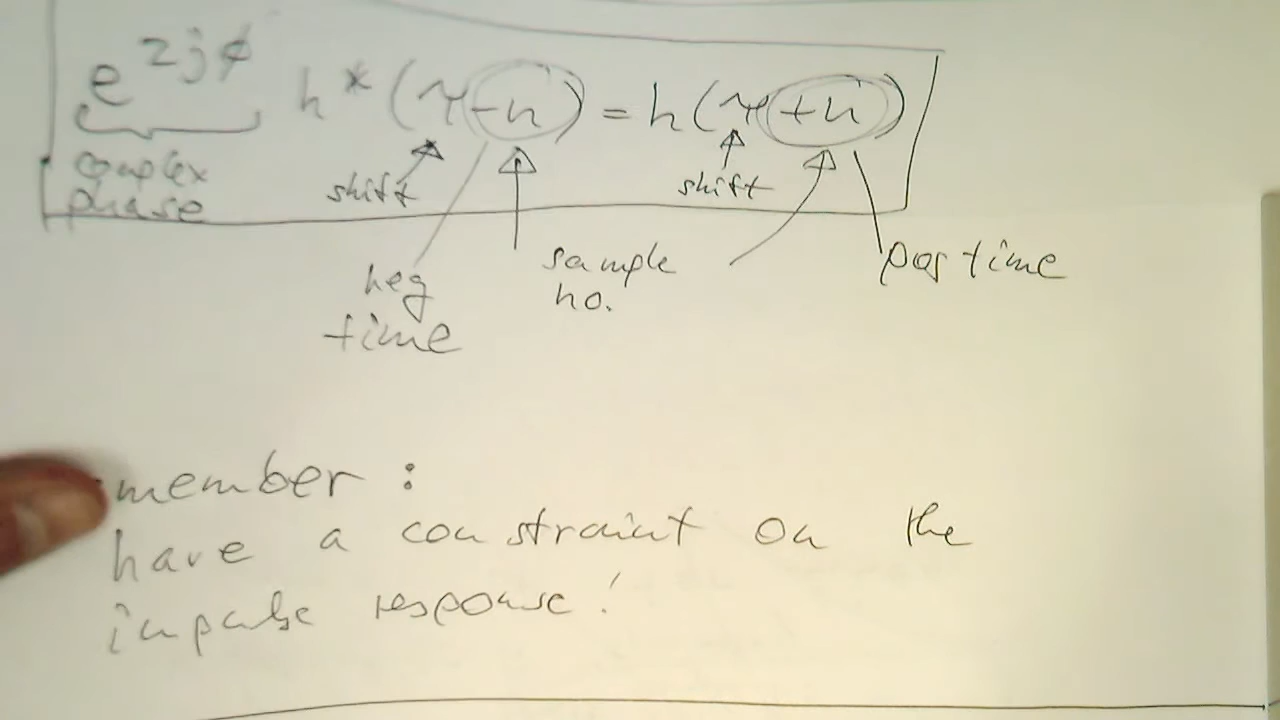 e^{2jφ} h*(τ-n) = h(τ+n)
complex
phase
shift
shift
neg
time
sample
no.
pos time
member :
have a constraint on the
impulse response!